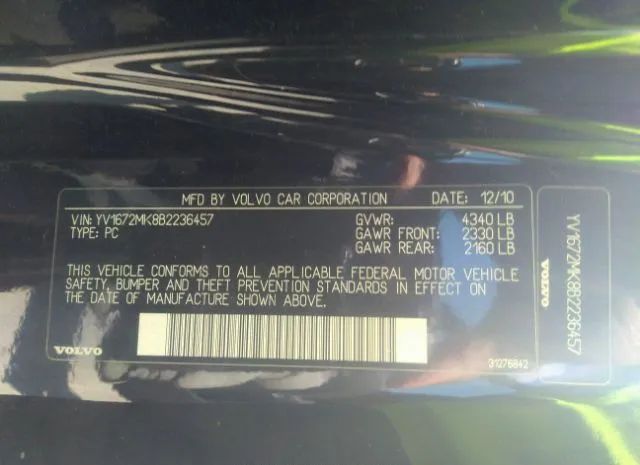 MFD BY VOLVO CAR CORPORATION DATE: 12/10
VIN: YV1672MK8B2236457 GVWR: 4340 LB
TYPE: PC GAWR FRONT: 2330 LB
GAWR REAR: 2160 LB
THIS VEHICLE CONFORMS TO ALL APPLICABLE FEDERAL MOTOR VEHICLE
SAFETY, BUMPER AND THEFT PREVENTION STANDARDS IN EFFECT ON
THE DATE OF MANUFACTURE SHOWN ABOVE.
VOLVO 31276842
YV1672MK8B2236457
VOLVO